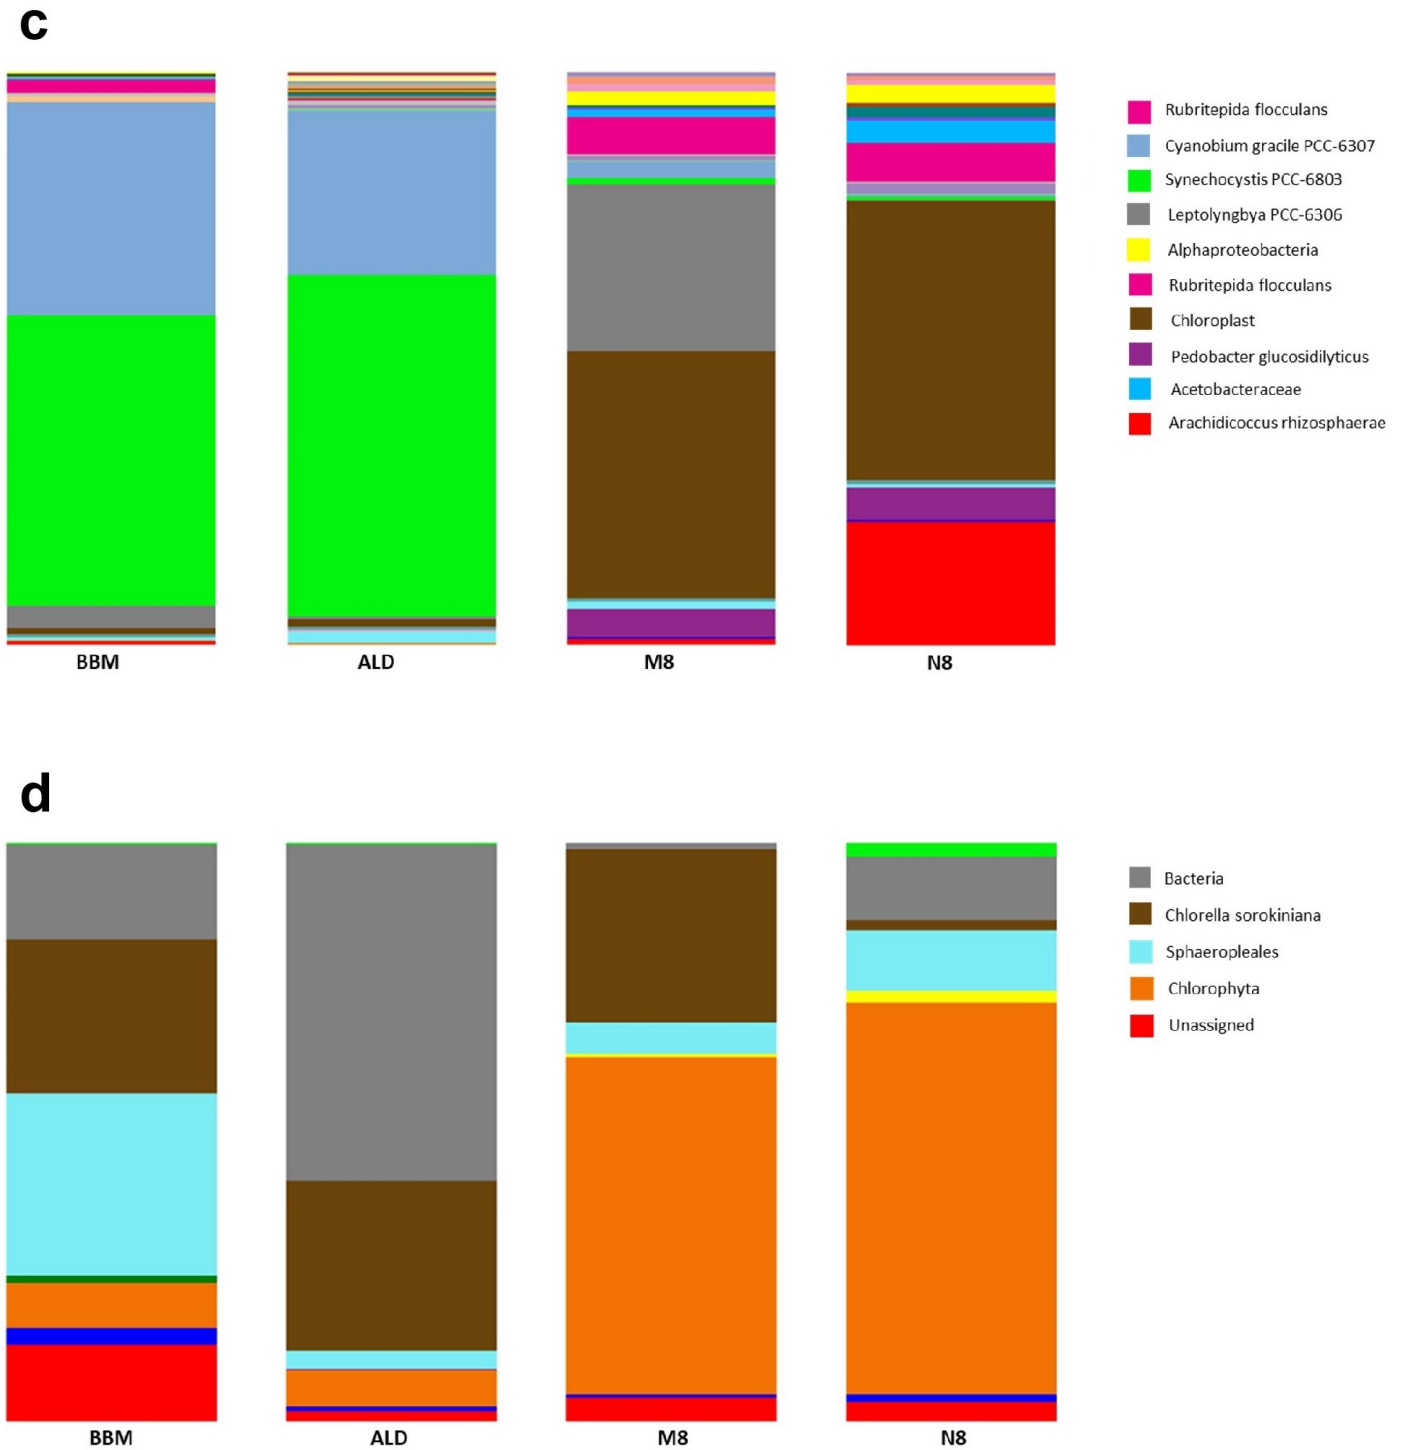 c
Rubritepida flocculans
Cyanobium gracile PCC-6307
Synechocystis PCC-6803
Leptolyngbya PCC-6306
Alphaproteobacteria
Rubritepida flocculans
Chloroplast
Pedobacter glucosidilyticus
Acetobacteraceae
Arachidicoccus rhizosphaerae
BBM ALD M8 N8
d
Bacteria
Chlorella sorokiniana
Sphaeropleales
Chlorophyta
Unassigned
BBM ALD M8 N8